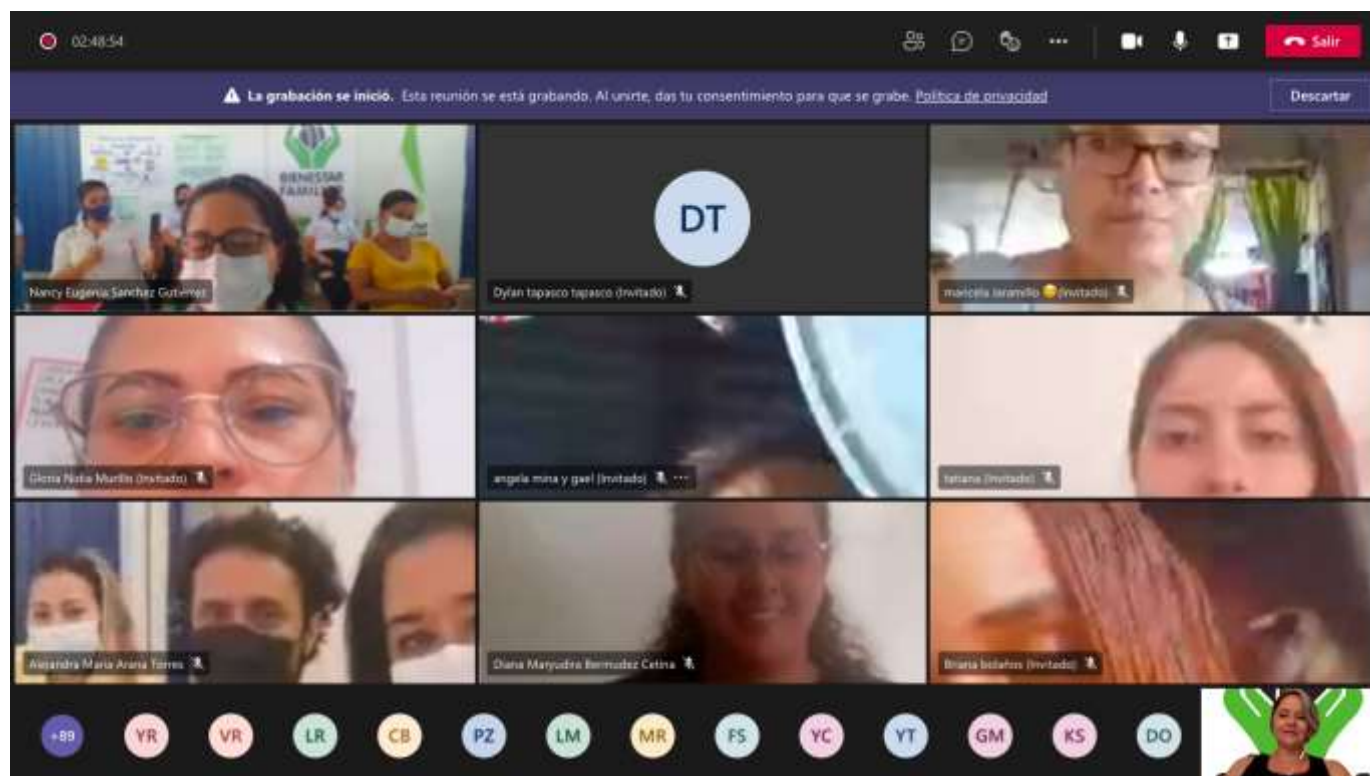 02:48:54
Salir
La grabación se inició. Esta reunión se está grabando. Al unirte, das tu consentimiento para que se grabe. Política de privacidad
Descartar
BIENESTAR
FAMILIAR
Nancy Eugenia Sanchez Gutierrez
DT
Dylan tapasco tapasco (Invitado)
maricela Jaramillo 😊 (Invitado)
Gloria Nidia Murillo (Invitado)
angela mina y gael (Invitado)
tatiana (Invitado)
Alejandra Maria Arana Torres
Diana Maryudira Bermudez Cetina
Briana bolaños (Invitado)
+89
YR
VR
LR
CB
PZ
LM
MR
FS
YC
YT
GM
KS
DO